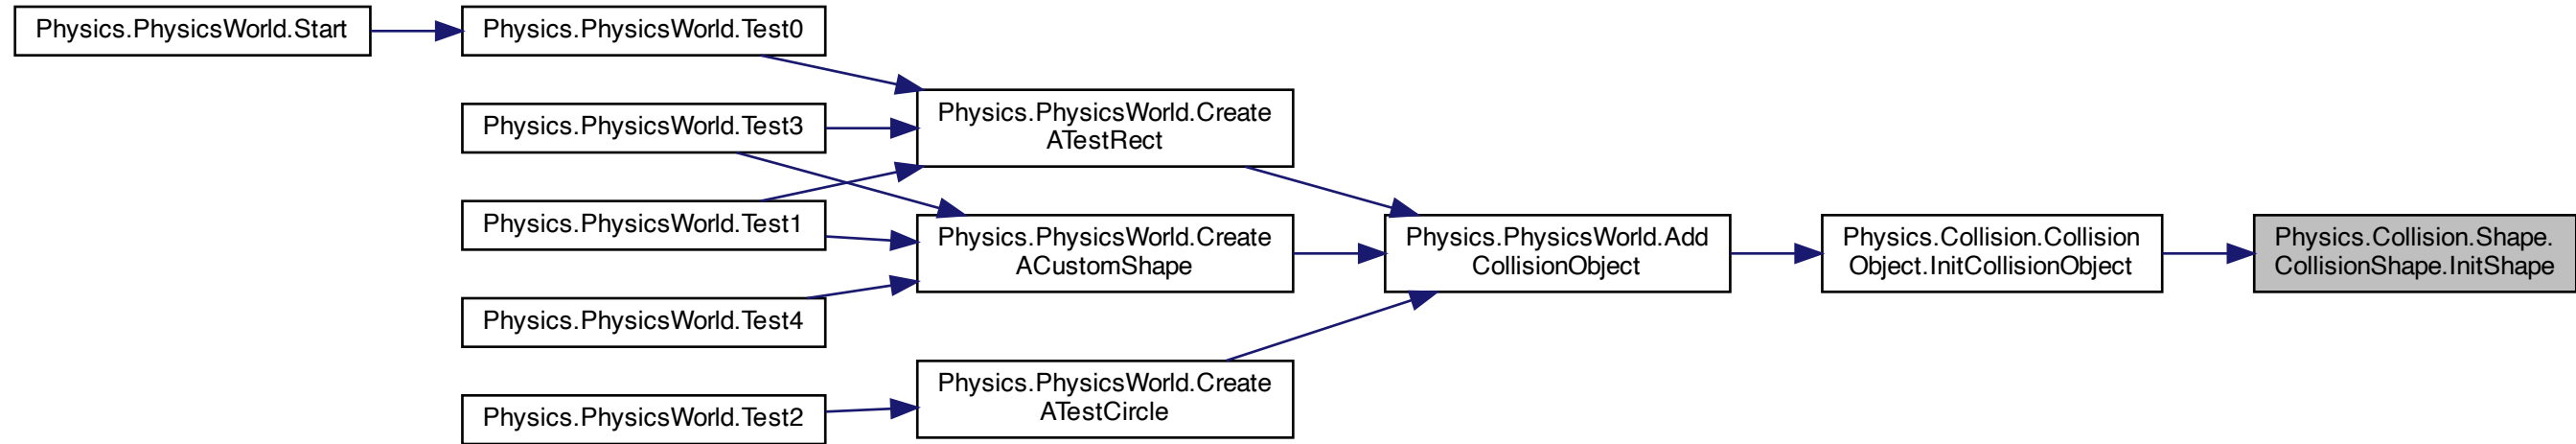 Physics.PhysicsWorld.Start
Physics.PhysicsWorld.Test0
Physics.PhysicsWorld.Test3
Physics.PhysicsWorld.Test1
Physics.PhysicsWorld.Test4
Physics.PhysicsWorld.Test2
Physics.PhysicsWorld.Create
ATestRect
Physics.PhysicsWorld.Create
ACustomShape
Physics.PhysicsWorld.Create
ATestCircle
Physics.PhysicsWorld.Add
CollisionObject
Physics.Collision.Collision
Object.InitCollisionObject
Physics.Collision.Shape.
CollisionShape.InitShape